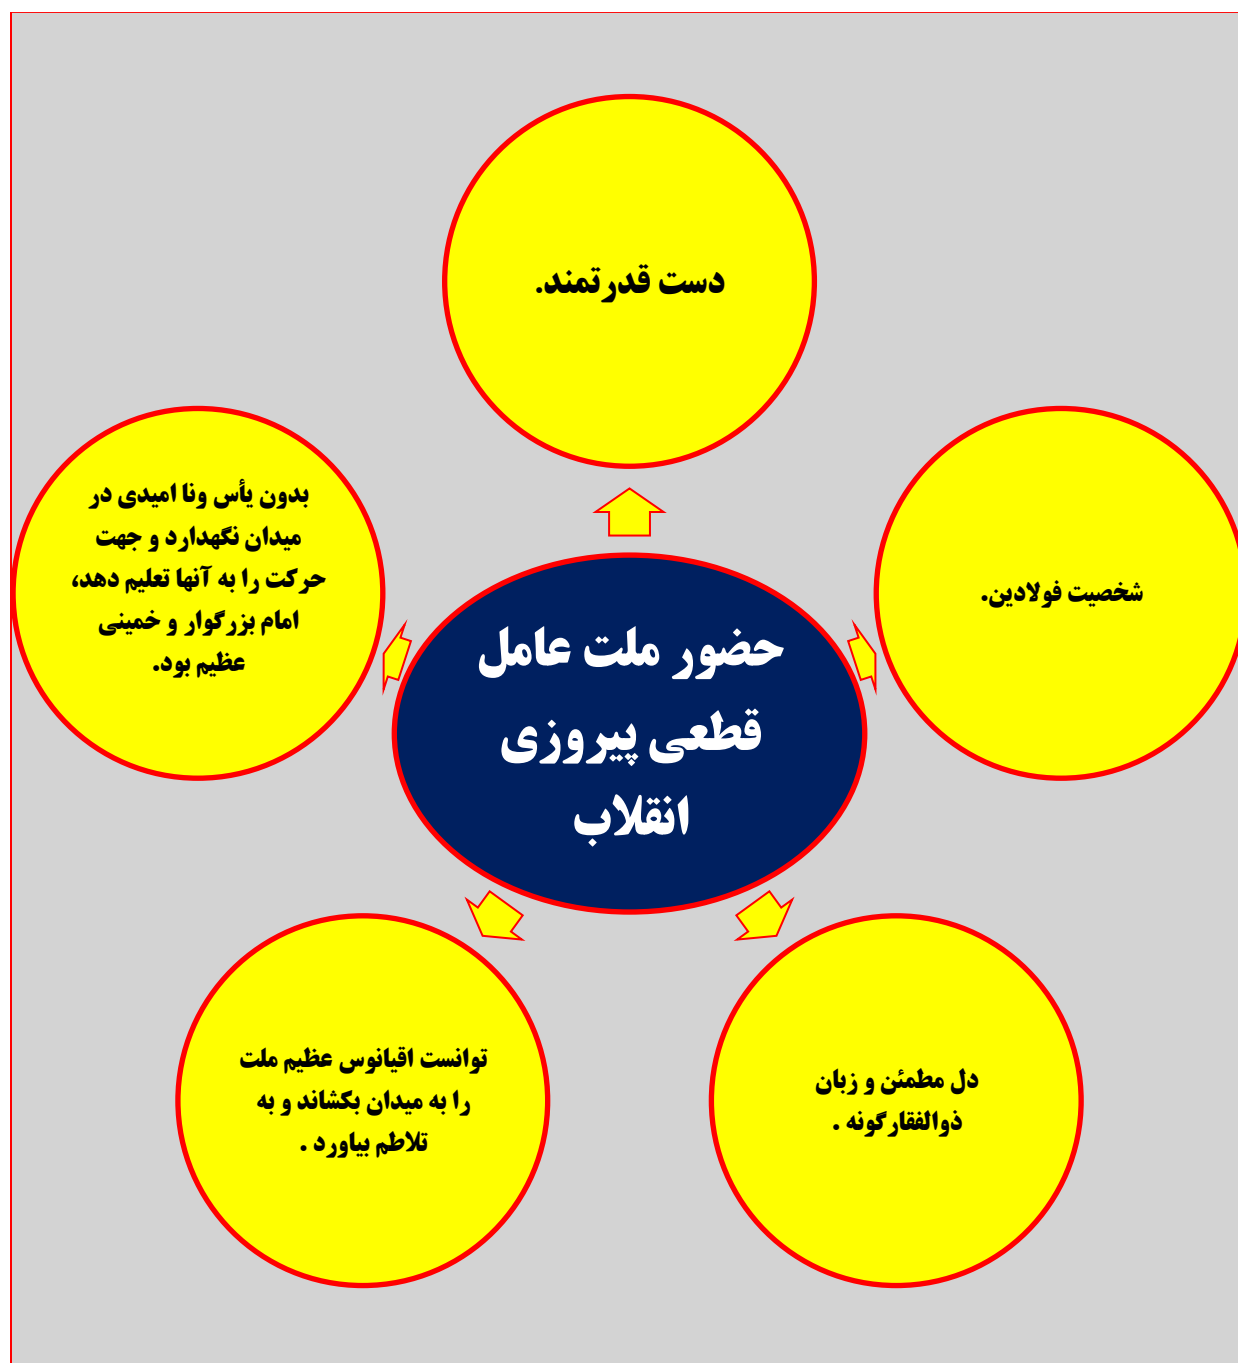 دست قدرتمند.
شخصیت فولادین.
دل مطمئن و زبان
ذوالفقارگونه .
توانست اقیانوس عظیم ملت
را به میدان بکشاند و به
تلاطم بیاورد .
بدون یأس ونا امیدی در
میدان نگهدارد و جهت
حرکت را به آنها تعلیم دهد،
امام بزرگوار و خمینی
عظیم بود.
حضور ملت عامل
قطعی پیروزی
انقلاب